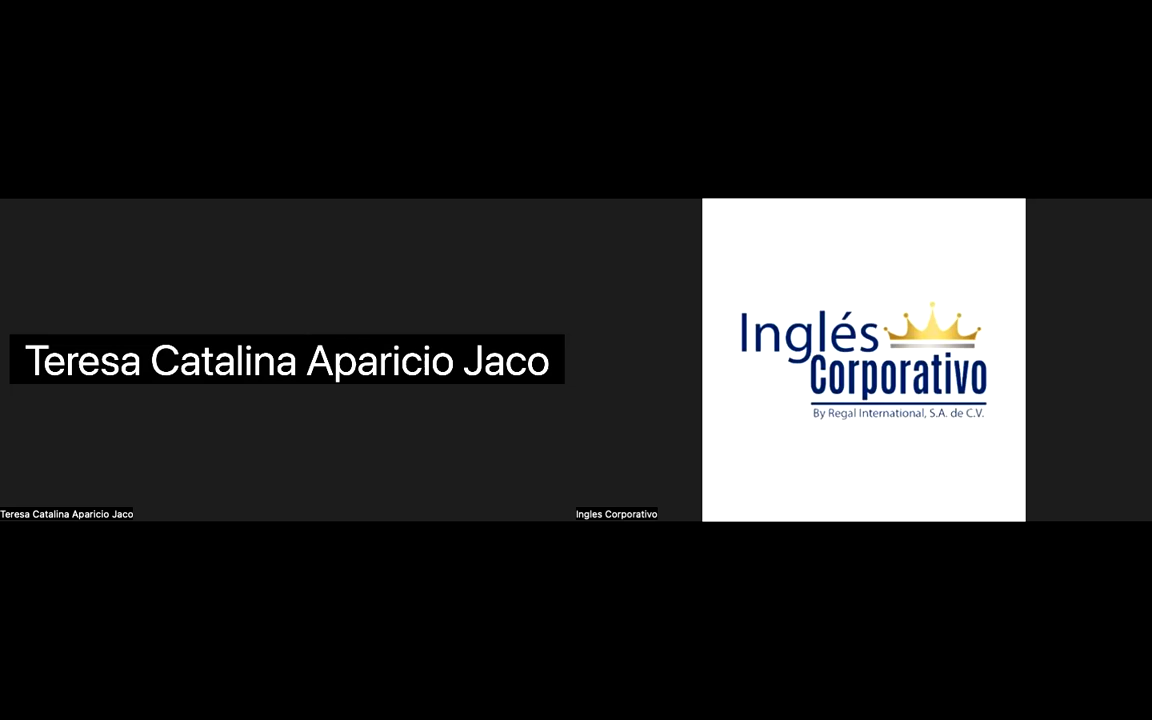 Teresa Catalina Aparicio Jaco
Teresa Catalina Aparicio Jaco
Inglés
Corporativo
By Regal International, S.A. de C.V.
Ingles Corporativo